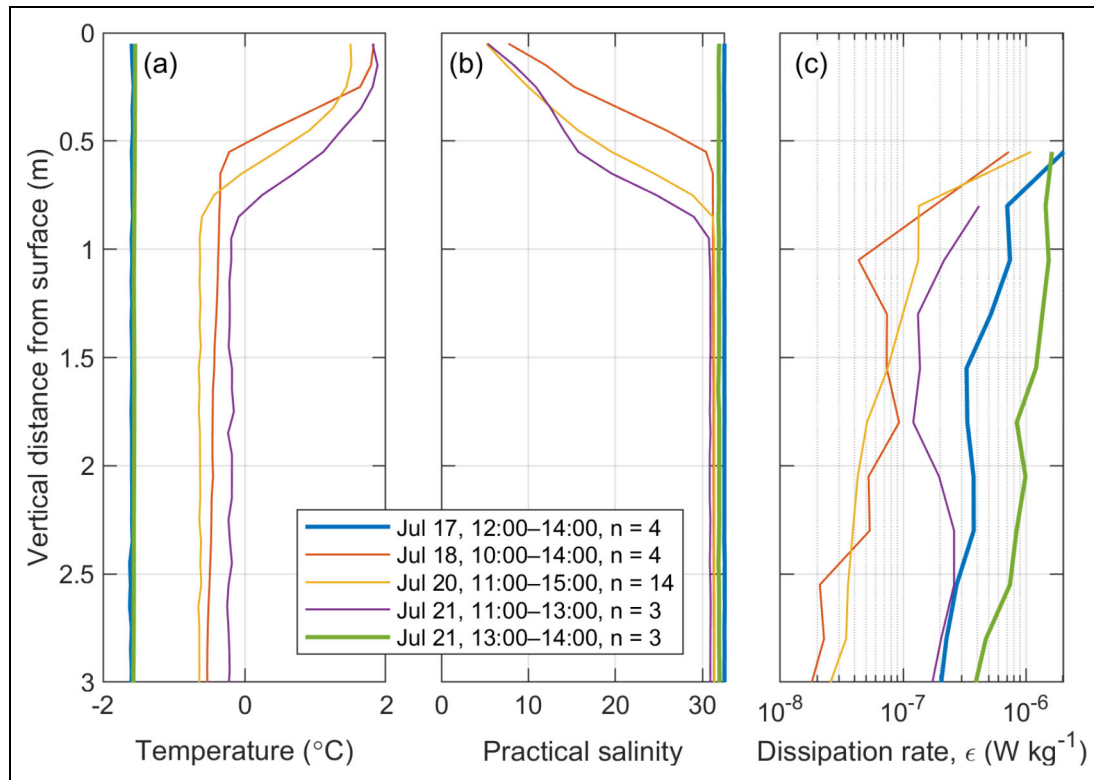 (a)
(b)
(c)
Vertical distance from surface (m)
0
0.5
1
1.5
2
2.5
3
-2
0
2
Temperature (°C)
0
10
20
30
Practical salinity
10⁻⁸
10⁻⁷
10⁻⁶
Dissipation rate, ϵ (W kg⁻¹)
Jul 17, 12:00–14:00, n = 4
Jul 18, 10:00–14:00, n = 4
Jul 20, 11:00–15:00, n = 14
Jul 21, 11:00–13:00, n = 3
Jul 21, 13:00–14:00, n = 3